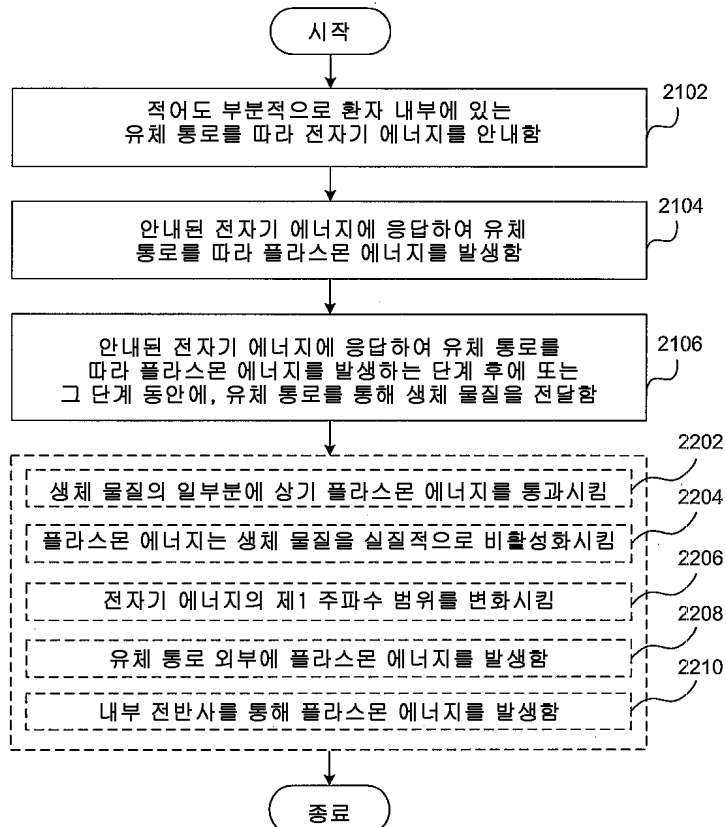 시작
적어도 부분적으로 환자 내부에 있는
유체 통로를 따라 전자기 에너지를 안내함
2102
안내된 전자기 에너지에 응답하여 유체
통로를 따라 플라스몬 에너지를 발생함
2104
안내된 전자기 에너지에 응답하여 유체 통로를
따라 플라스몬 에너지를 발생하는 단계 후에 또는
그 단계 동안에, 유체 통로를 통해 생체 물질을 전달함
2106
생체 물질의 일부분에 상기 플라스몬 에너지를 통과시킴
2202
플라스몬 에너지는 생체 물질을 실질적으로 비활성화시킴
2204
전자기 에너지의 제1 주파수 범위를 변화시킴
2206
유체 통로 외부에 플라스몬 에너지를 발생함
2208
내부 전반사를 통해 플라스몬 에너지를 발생함
2210
종료